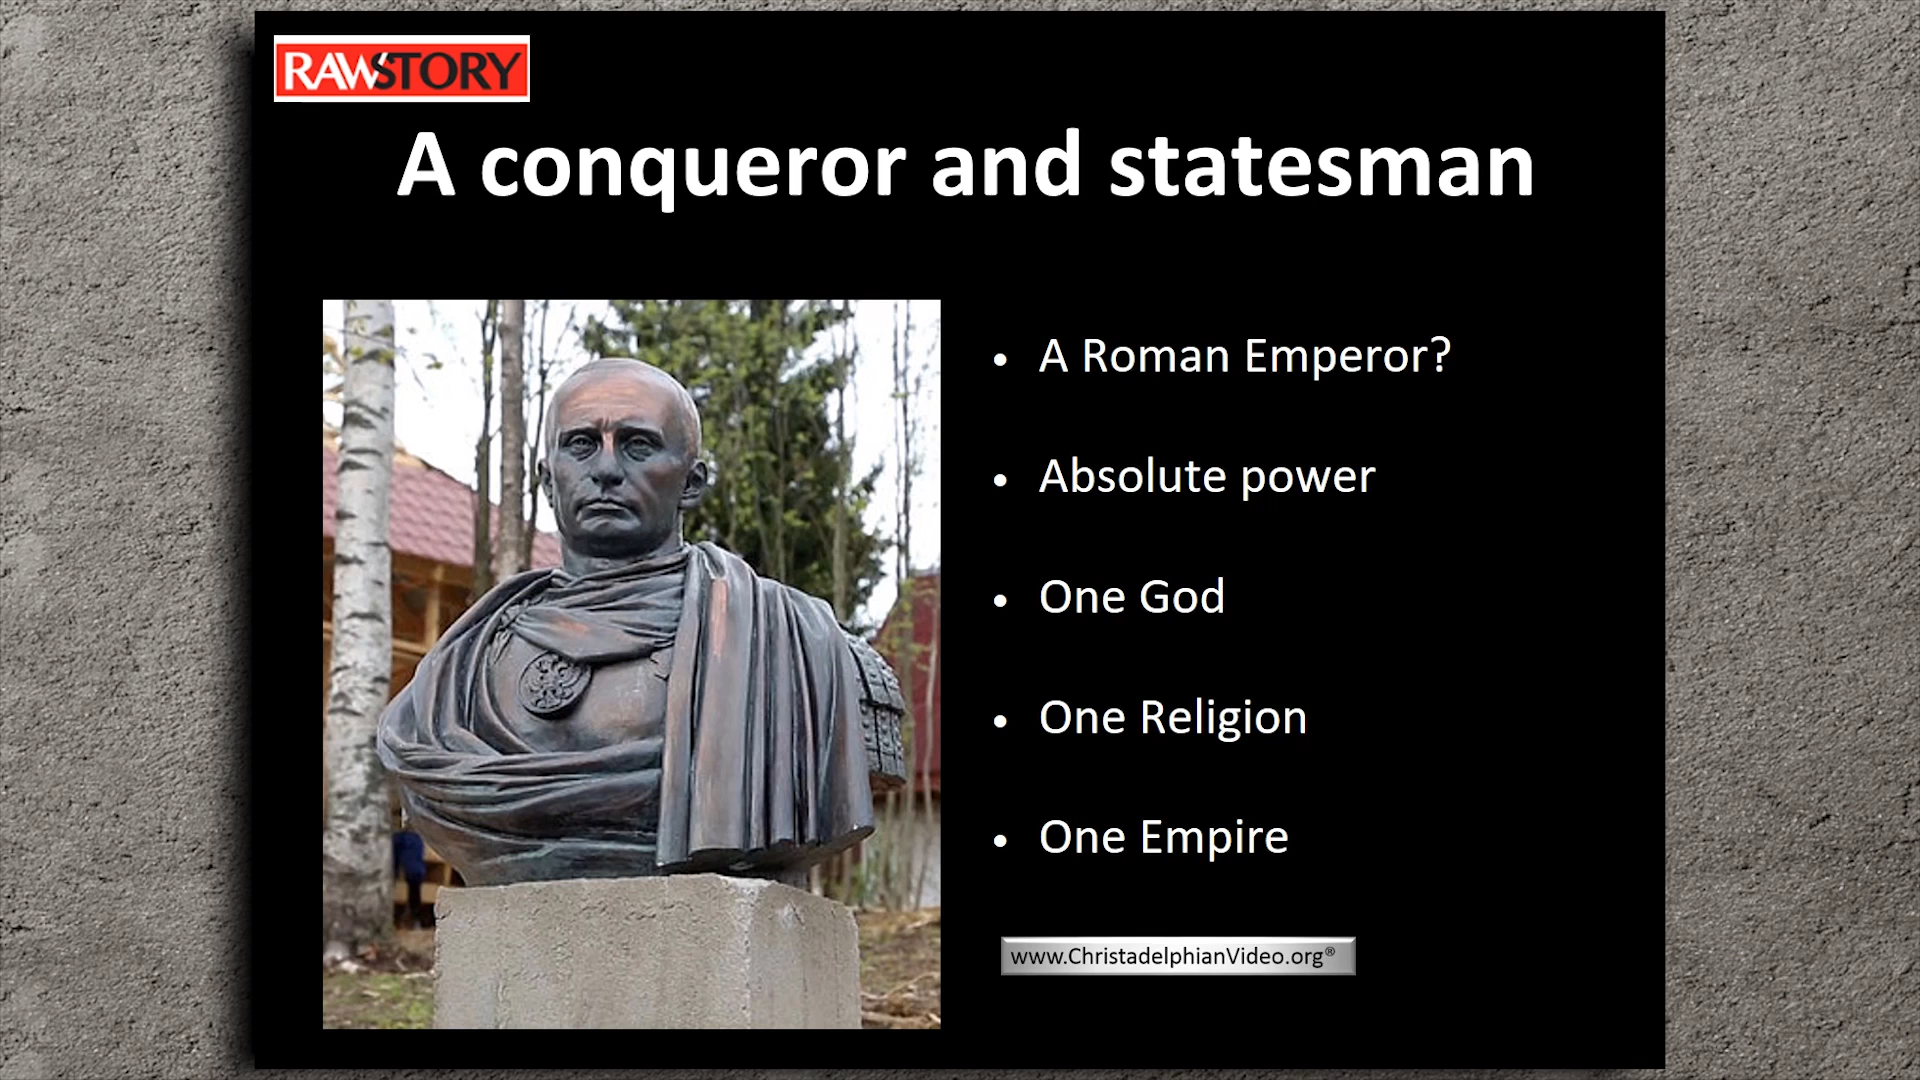 RAWSTORY
A conqueror and statesman
• A Roman Emperor?
• Absolute power
• One God
• One Religion
• One Empire
www.ChristadelphianVideo.org®